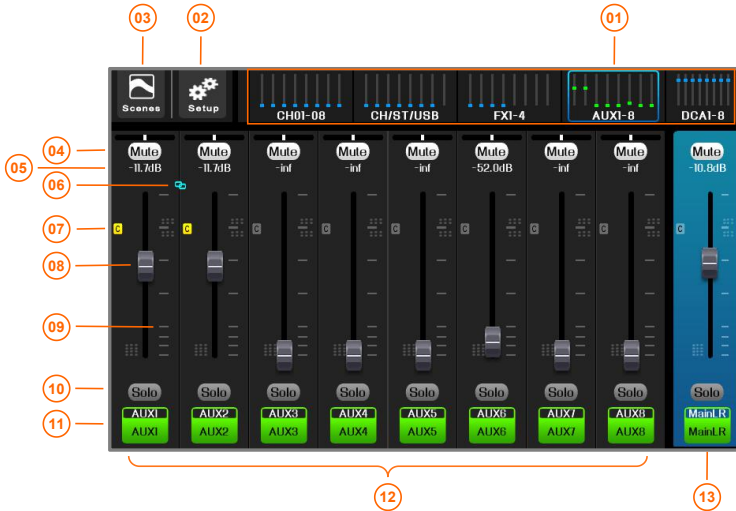 03 02 01
Scenes Setup CH01-08 CH/ST/USB FX1-4 AUX1-8 DCA1-8
04 Mute Mute Mute Mute Mute Mute Mute Mute Mute
05 -11.7dB -11.7dB -inf -inf -inf -52.0dB -inf -inf -10.8dB
06
07 C C C C C C C C C
08
09
10 Solo Solo Solo Solo Solo Solo Solo Solo Solo
AUX1 AUX2 AUX3 AUX4 AUX5 AUX6 AUX7 AUX8 MainLR
11 AUX1 AUX2 AUX3 AUX4 AUX5 AUX6 AUX7 AUX8 MainLR
12 13